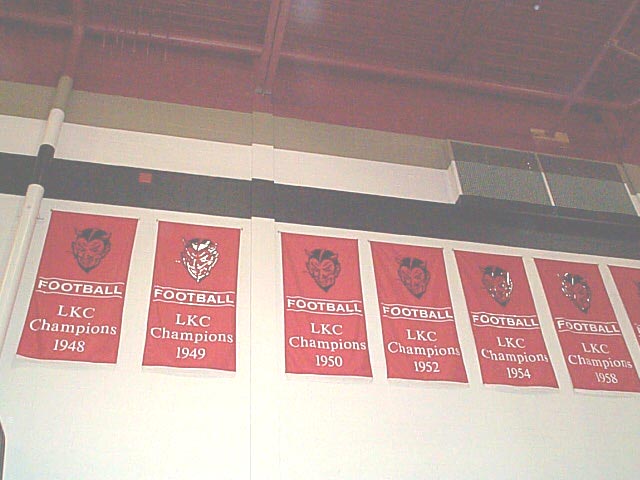 FOOTBALL
LKC
Champions
1948
FOOTBALL
LKC
Champions
1949
FOOTBALL
LKC
Champions
1950
FOOTBALL
LKC
Champions
1952
FOOTBALL
LKC
Champions
1954
FOOTBALL
LKC
Champions
1958